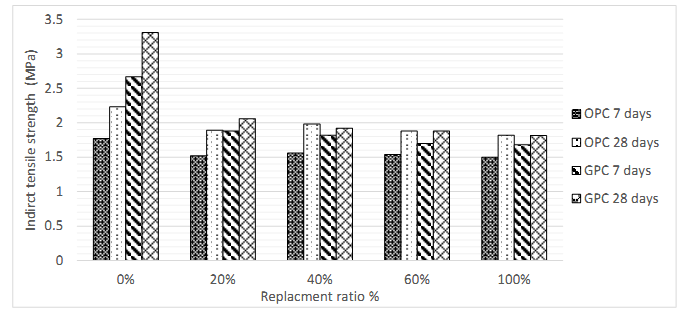 3.5
3
2.5
2
1.5
1
0.5
0
Indirct tensile strength (MPa)
0%
20%
40%
60%
100%
Replacment ratio %
OPC 7 days
OPC 28 days
GPC 7 days
GPC 28 days